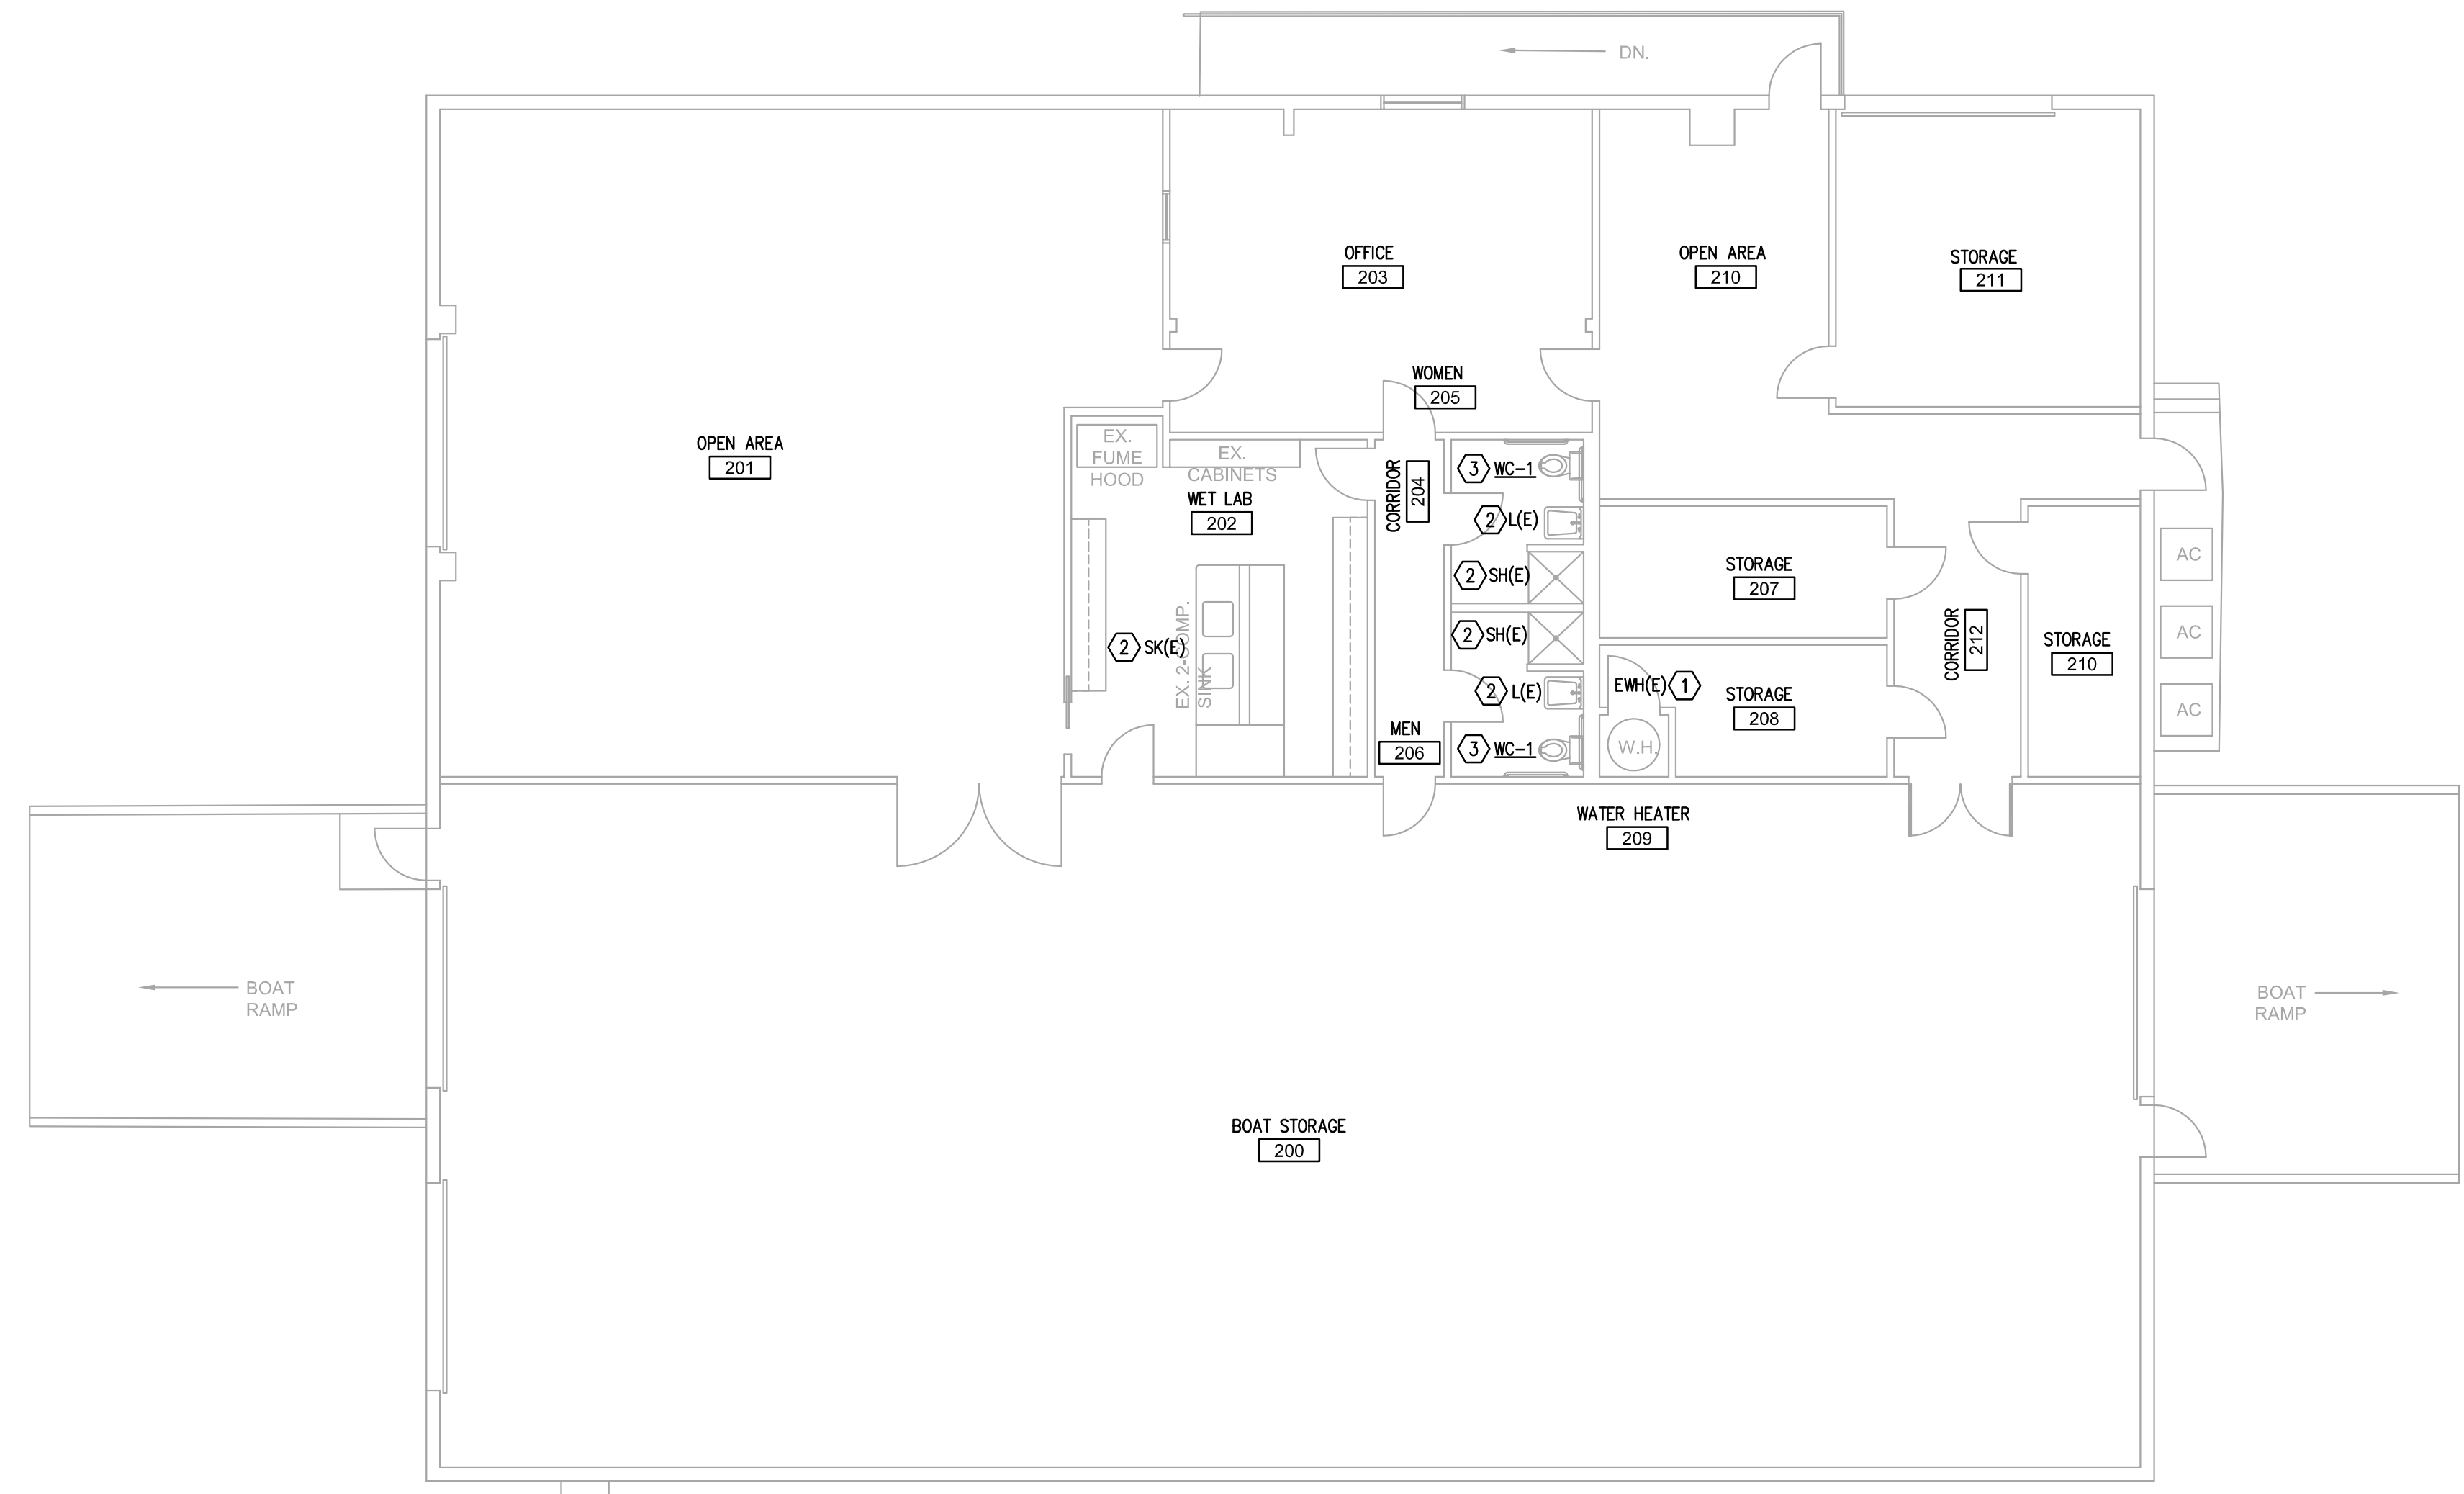 DN.
OFFICE
203
OPEN AREA
210
STORAGE
211
WOMEN
205
OPEN AREA
201
EX.
FUME
HOOD
EX.
CABINETS
WET LAB
202
CORRIDOR
204
3 WC-1
2 L(E)
2 SH(E)
2 SH(E)
2 L(E)
3 WC-1
2 SK(E)
EX. 2-COMP.
SINK
MEN
206
STORAGE
207
EWH(E) 1
STORAGE
208
W.H.
CORRIDOR
212
STORAGE
210
AC
AC
AC
WATER HEATER
209
BOAT
RAMP
BOAT
RAMP
BOAT STORAGE
200